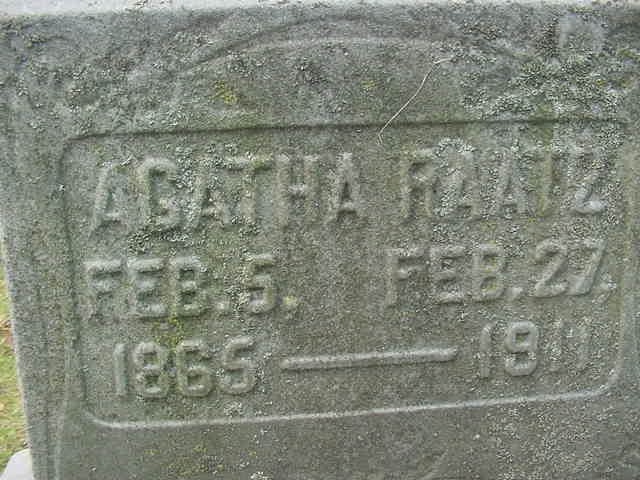 AGATHA RAATZ
FEB. 5. FEB. 27.
1865 — 1911